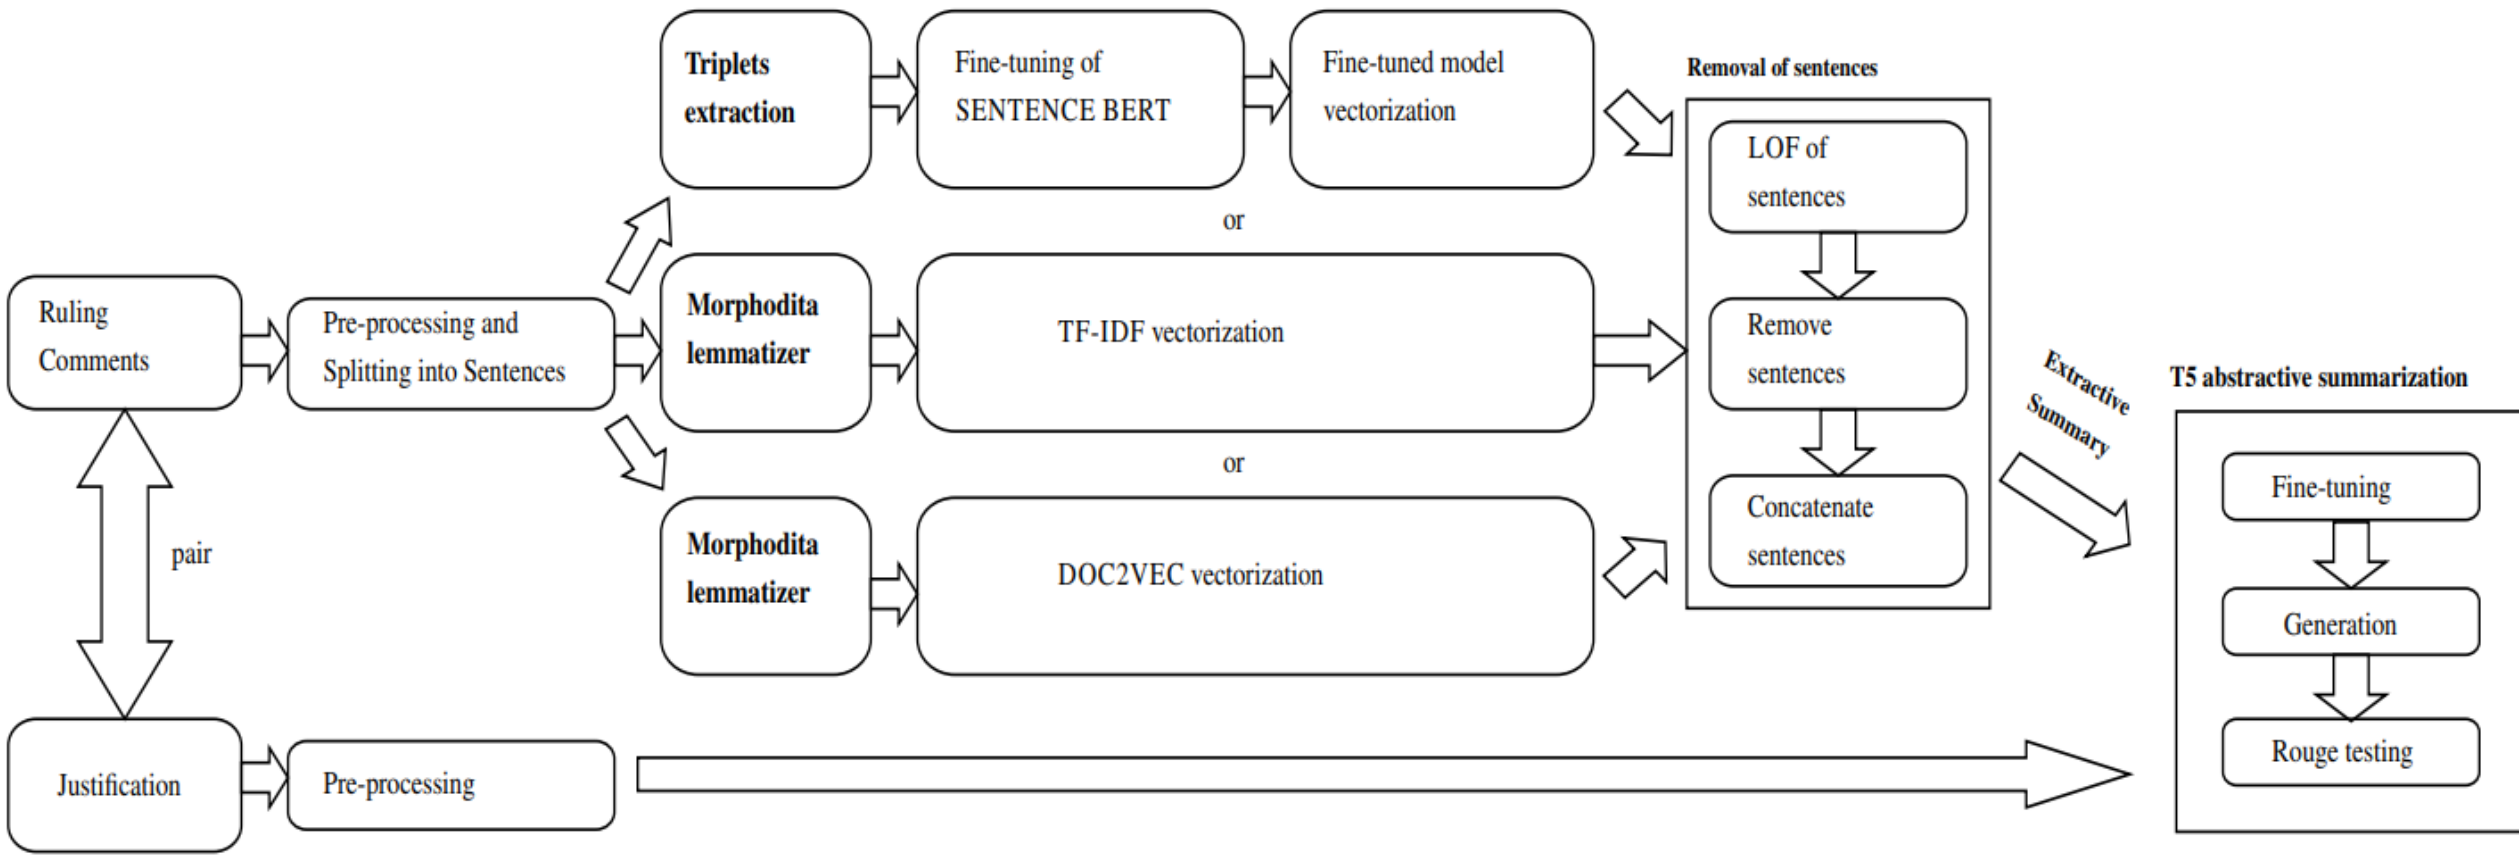 Ruling
Comments
pair
Justification
Pre-processing and
Splitting into Sentences
Pre-processing
Triplets
extraction
Fine-tuning of
SENTENCE BERT
Fine-tuned model
vectorization
or
Morphodita
lemmatizer
TF-IDF vectorization
or
Morphodita
lemmatizer
DOC2VEC vectorization
Removal of sentences
LOF of
sentences
Remove
sentences
Concatenate
sentences
Extractive
Summary
T5 abstractive summarization
Fine-tuning
Generation
Rouge testing